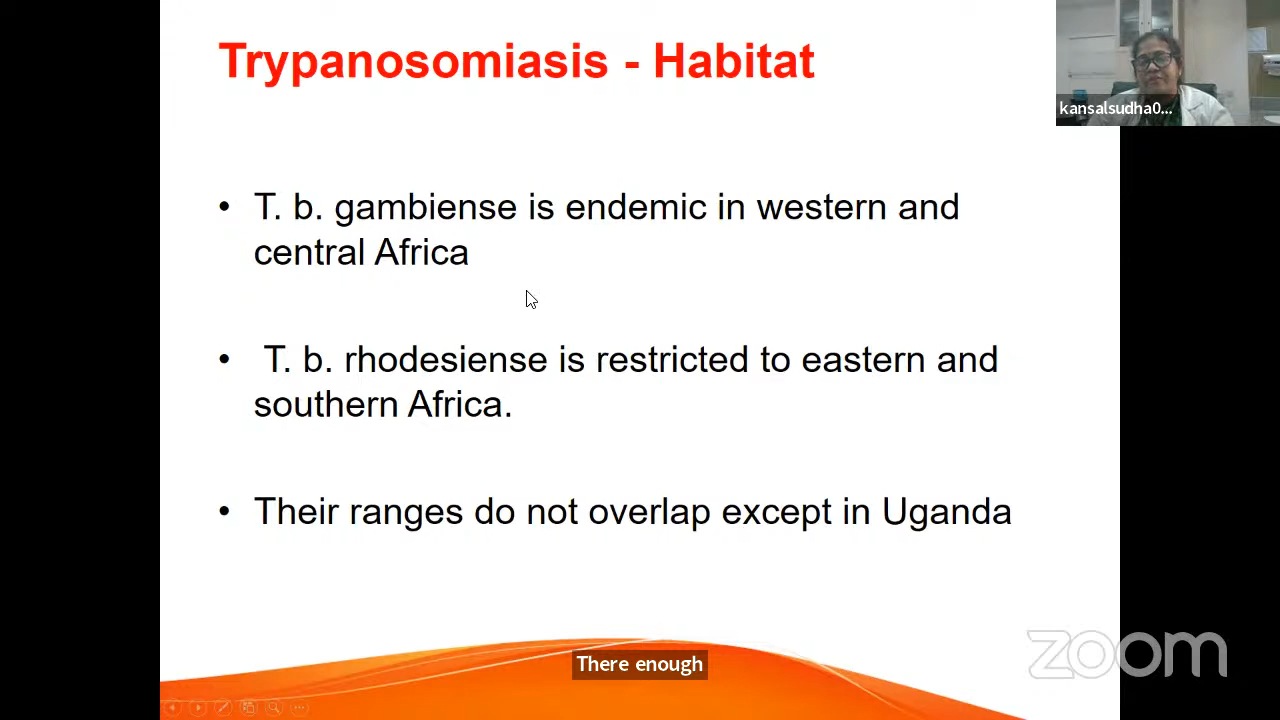 Trypanosomiasis - Habitat
kansalsudha0...
• T. b. gambiense is endemic in western and
central Africa
• T. b. rhodesiense is restricted to eastern and
southern Africa.
• Their ranges do not overlap except in Uganda
zoom
There enough